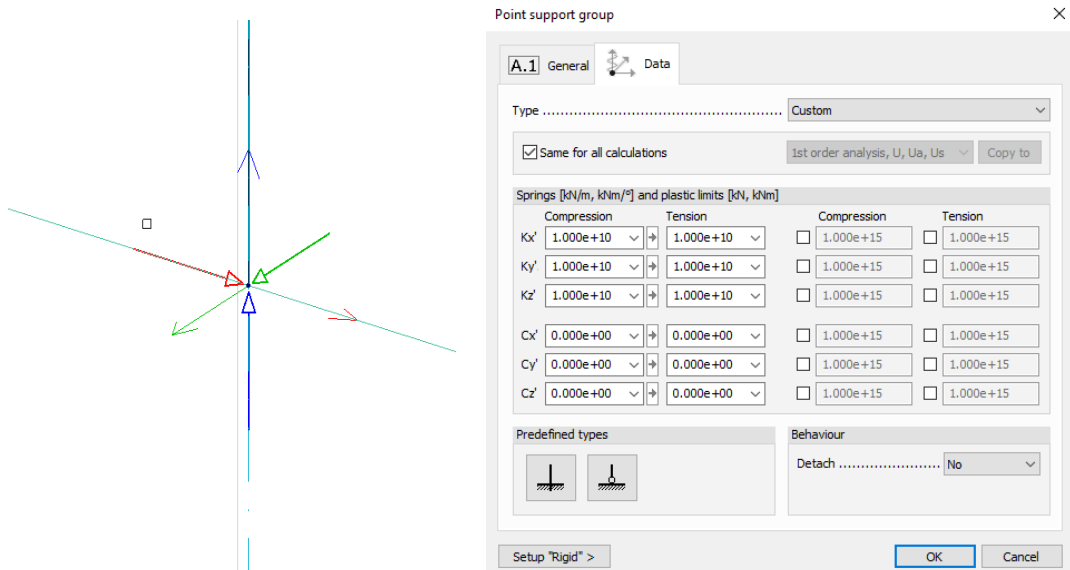 Point support group
A.1 General Data
Type ........................................................ Custom
Same for all calculations 1st order analysis, U, Ua, Us Copy to
Springs [kN/m, kNm/°] and plastic limits [kN, kNm]
Compression Tension Compression Tension
Kx' 1.000e+10 1.000e+10 1.000e+15 1.000e+15
Ky' 1.000e+10 1.000e+10 1.000e+15 1.000e+15
Kz' 1.000e+10 1.000e+10 1.000e+15 1.000e+15
Cx' 0.000e+00 0.000e+00 1.000e+15 1.000e+15
Cy' 0.000e+00 0.000e+00 1.000e+15 1.000e+15
Cz' 0.000e+00 0.000e+00 1.000e+15 1.000e+15
Predefined types Behaviour
Detach ........................ No
Setup "Rigid" > OK Cancel